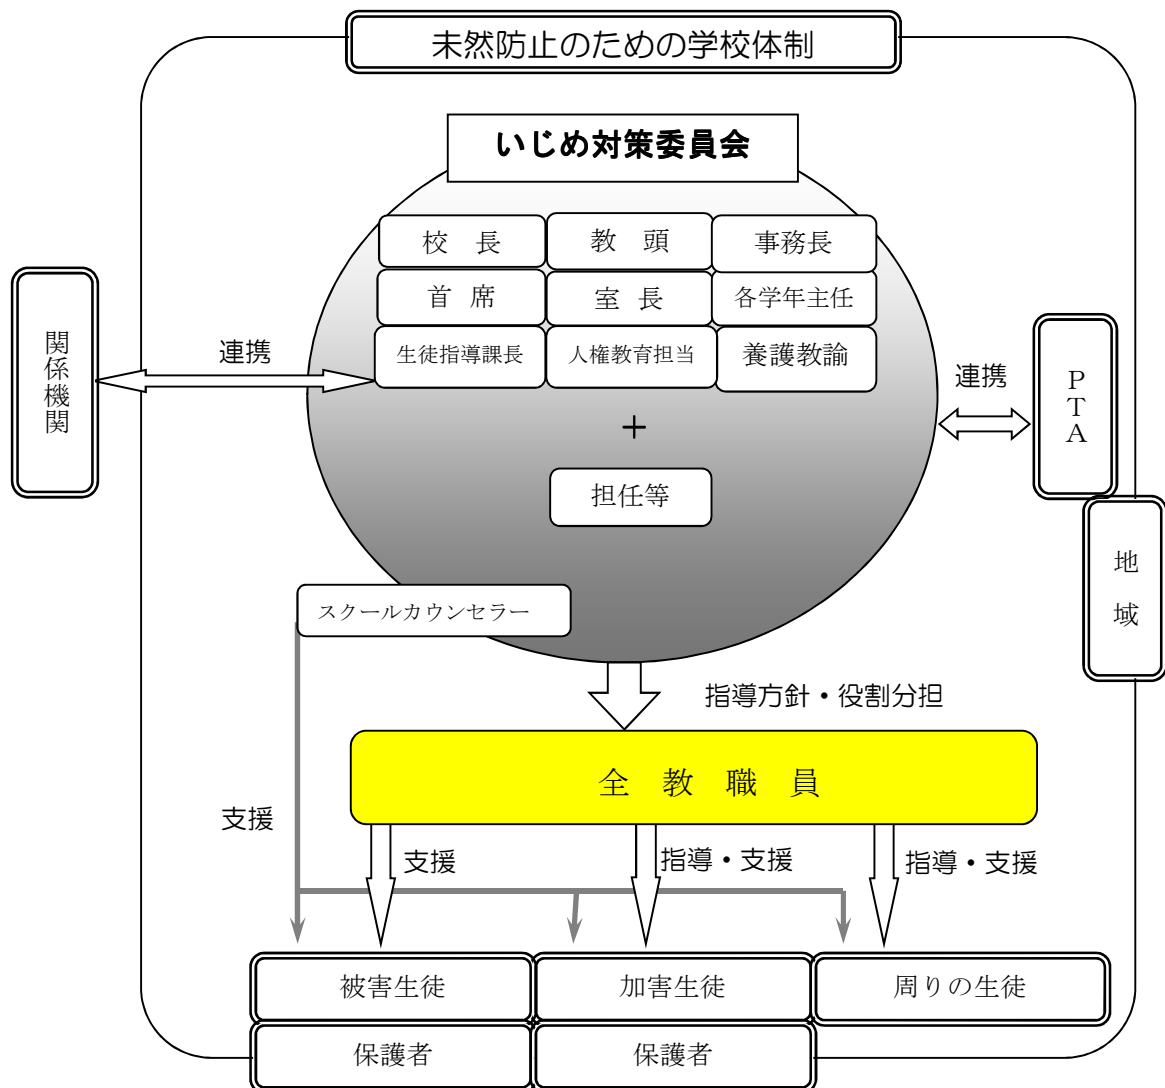 未然防止のための学校体制
いじめ対策委員会
校 長
教 頭
事務長
首 席
室 長
各学年主任
生徒指導課長
人権教育担当
養護教諭
+
担任等
スクールカウンセラー
関係機関
連携
連携
PTA
地域
指導方針・役割分担
全 教 職 員
支援
支援
指導・支援
指導・支援
被害生徒
加害生徒
周りの生徒
保護者
保護者